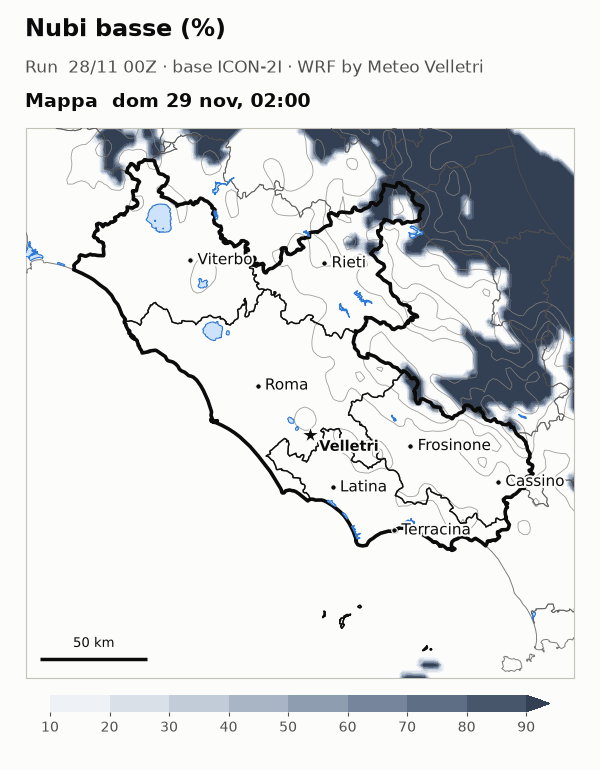 Nubi basse (%)
Run 28/11 00Z · base ICON-2I · WRF by Meteo Velletri
Mappa dom 29 nov, 02:00
Viterbo
Rieti
Roma
Velletri
Frosinone
Latina
Cassino
Terracina
50 km
10 20 30 40 50 60 70 80 90